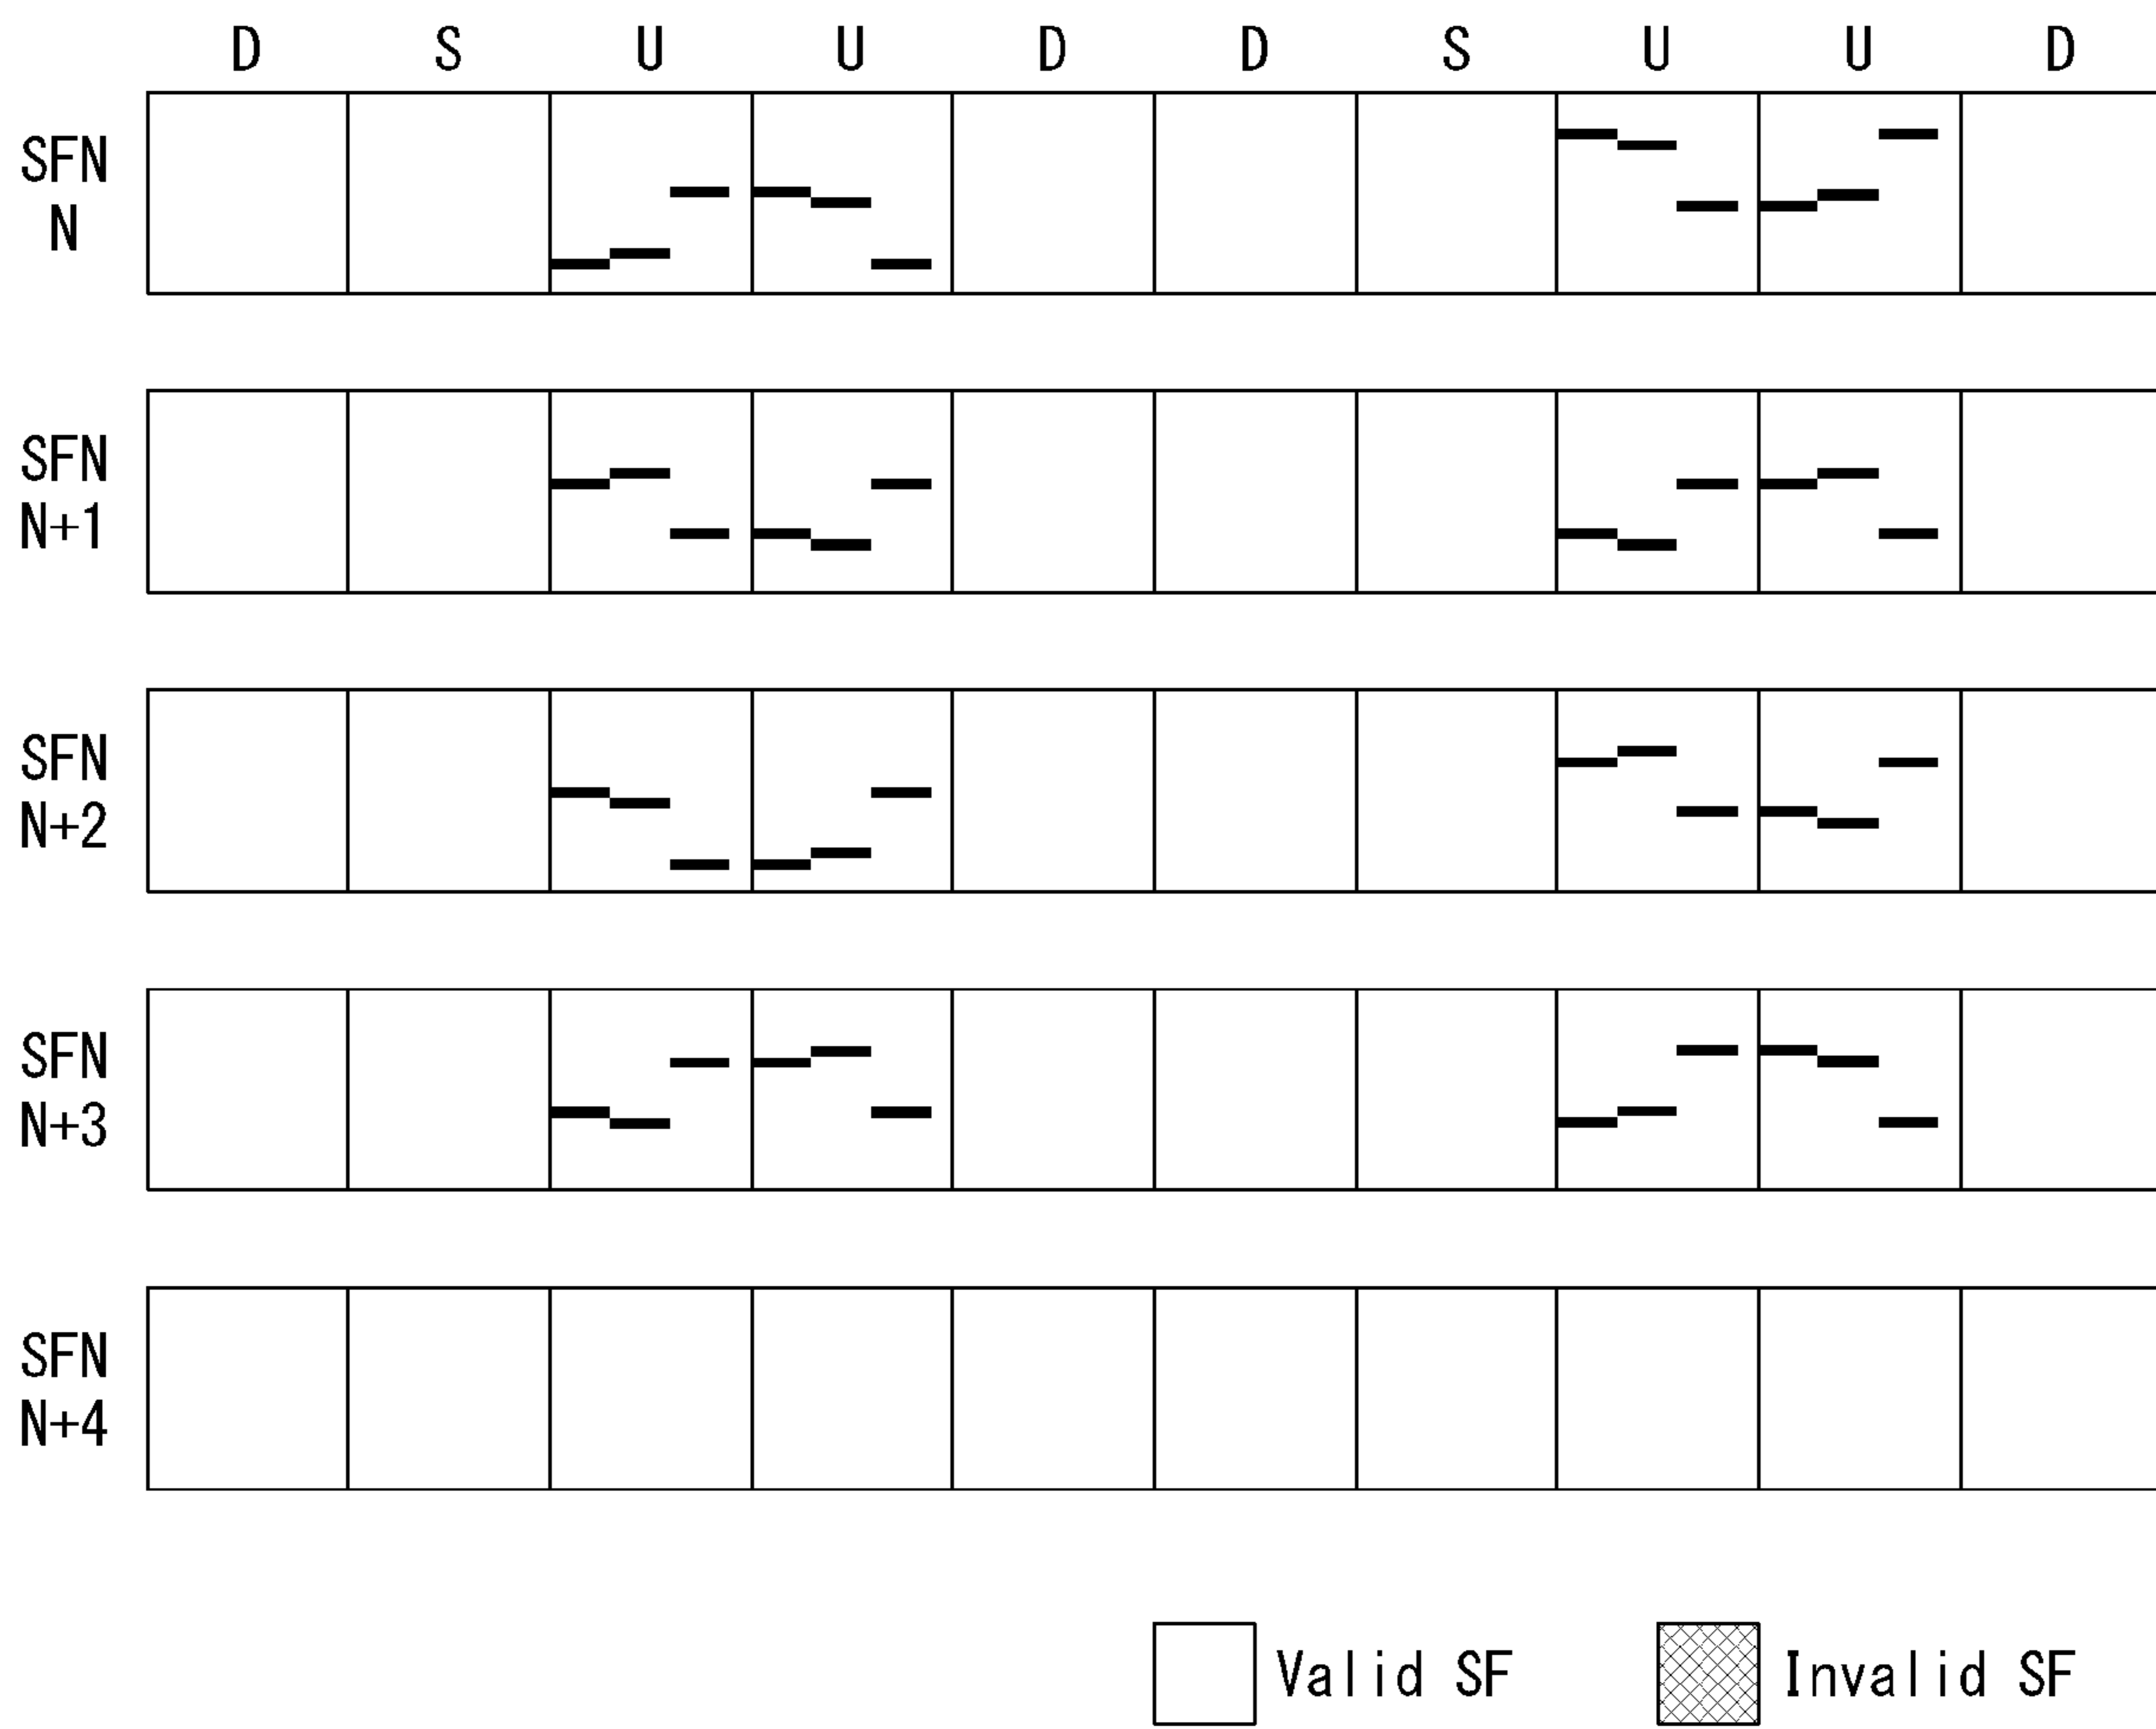 D S U U D D S U U D
SFN
N
SFN
N+1
SFN
N+2
SFN
N+3
SFN
N+4
Valid SF Invalid SF